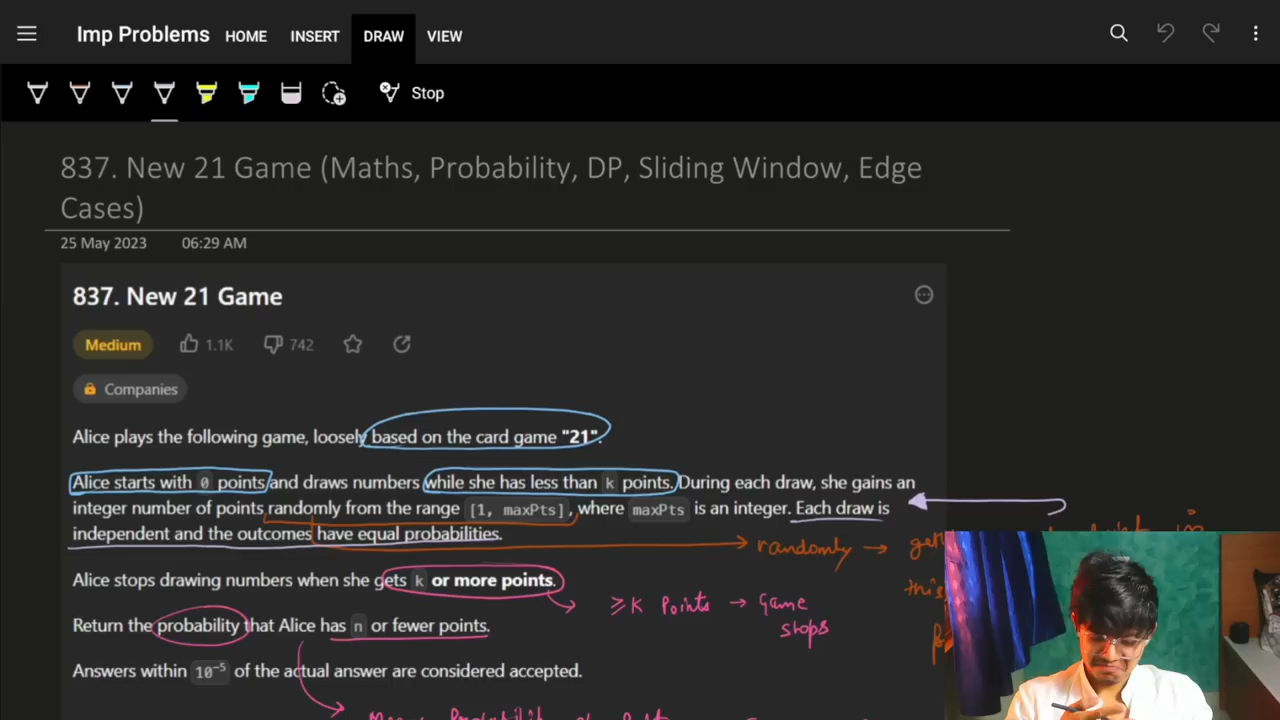 Imp Problems HOME INSERT DRAW VIEW
Stop
837. New 21 Game (Maths, Probability, DP, Sliding Window, Edge
Cases)
25 May 2023 06:29 AM
837. New 21 Game
Medium 1.1K 742
Companies
Alice plays the following game, loosely based on the card game "21".
Alice starts with 0 points and draws numbers while she has less than k points. During each draw, she gains an
integer number of points randomly from the range [1, maxPts], where maxPts is an integer. Each draw is
independent and the outcomes have equal probabilities.
randomly →
this
Alice stops drawing numbers when she gets k or more points.
≥K Points → Game
stops
Return the probability that Alice has n or fewer points.
Answers within 10⁻⁵ of the actual answer are considered accepted.
Probability